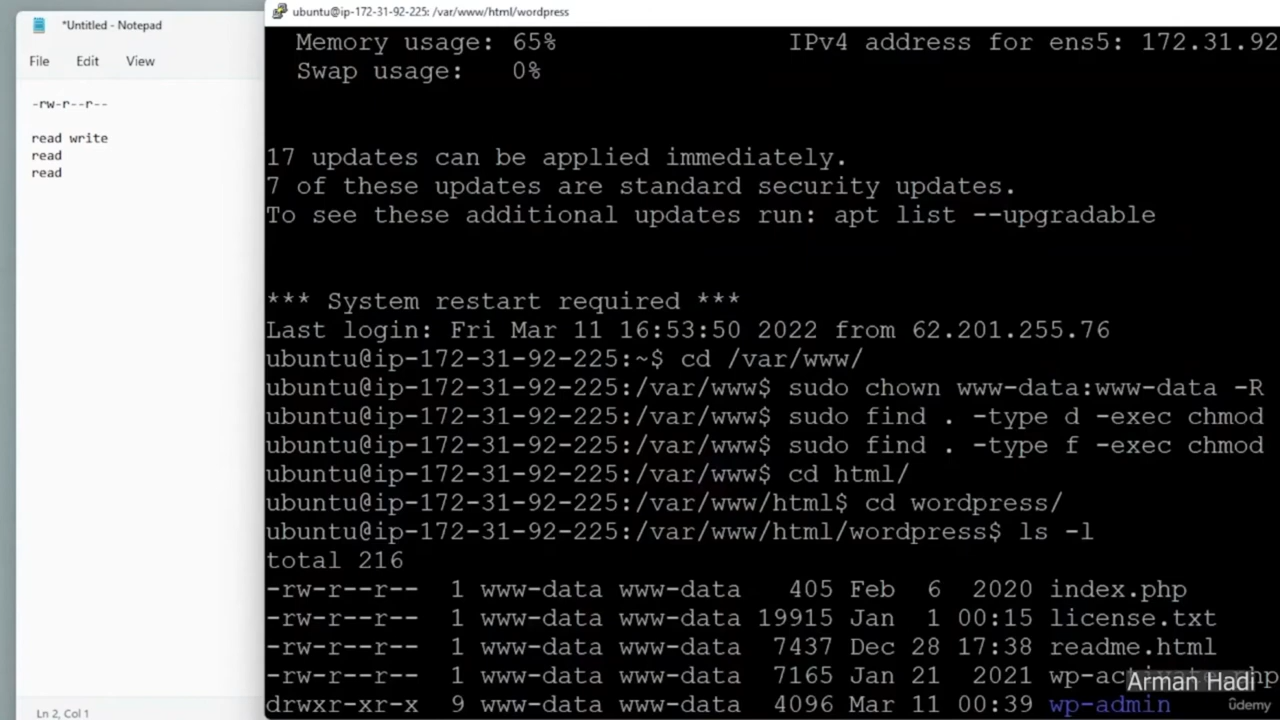 *Untitled - Notepad
File Edit View
-rw-r--r--
read write
read
read
Ln 2, Col 1
ubuntu@ip-172-31-92-225: /var/www/html/wordpress
Memory usage: 65% IPv4 address for ens5: 172.31.92
Swap usage: 0%
17 updates can be applied immediately.
7 of these updates are standard security updates.
To see these additional updates run: apt list --upgradable
*** System restart required ***
Last login: Fri Mar 11 16:53:50 2022 from 62.201.255.76
ubuntu@ip-172-31-92-225:~$ cd /var/www/
ubuntu@ip-172-31-92-225:/var/www$ sudo chown www-data:www-data -R
ubuntu@ip-172-31-92-225:/var/www$ sudo find . -type d -exec chmod
ubuntu@ip-172-31-92-225:/var/www$ sudo find . -type f -exec chmod
ubuntu@ip-172-31-92-225:/var/www$ cd html/
ubuntu@ip-172-31-92-225:/var/www/html$ cd wordpress/
ubuntu@ip-172-31-92-225:/var/www/html/wordpress$ ls -l
total 216
-rw-r--r-- 1 www-data www-data 405 Feb 6 2020 index.php
-rw-r--r-- 1 www-data www-data 19915 Jan 1 00:15 license.txt
-rw-r--r-- 1 www-data www-data 7437 Dec 28 17:38 readme.html
-rw-r--r-- 1 www-data www-data 7165 Jan 21 2021
drwxr-xr-x 9 www-data www-data 4096 Mar 11 00:39 wp-admin
Arman Hadi
ûdemy